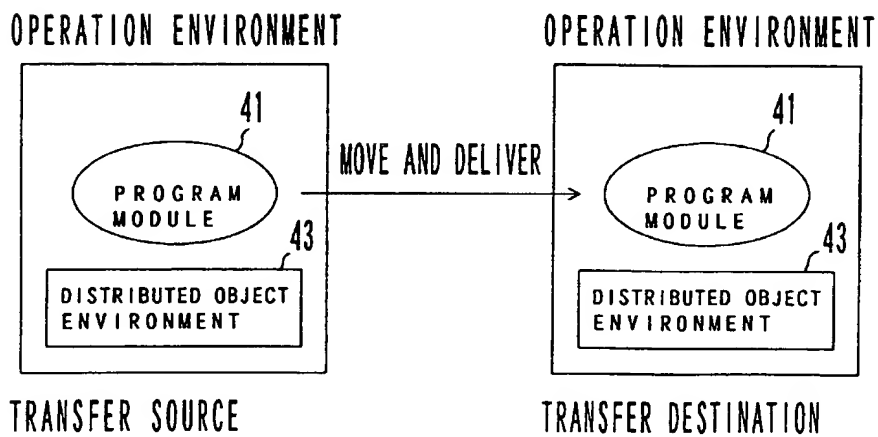 OPERATION ENVIRONMENT
OPERATION ENVIRONMENT
41
41
MOVE AND DELIVER
PROGRAM
MODULE
PROGRAM
MODULE
43
43
DISTRIBUTED OBJECT
ENVIRONMENT
DISTRIBUTED OBJECT
ENVIRONMENT
TRANSFER SOURCE
TRANSFER DESTINATION